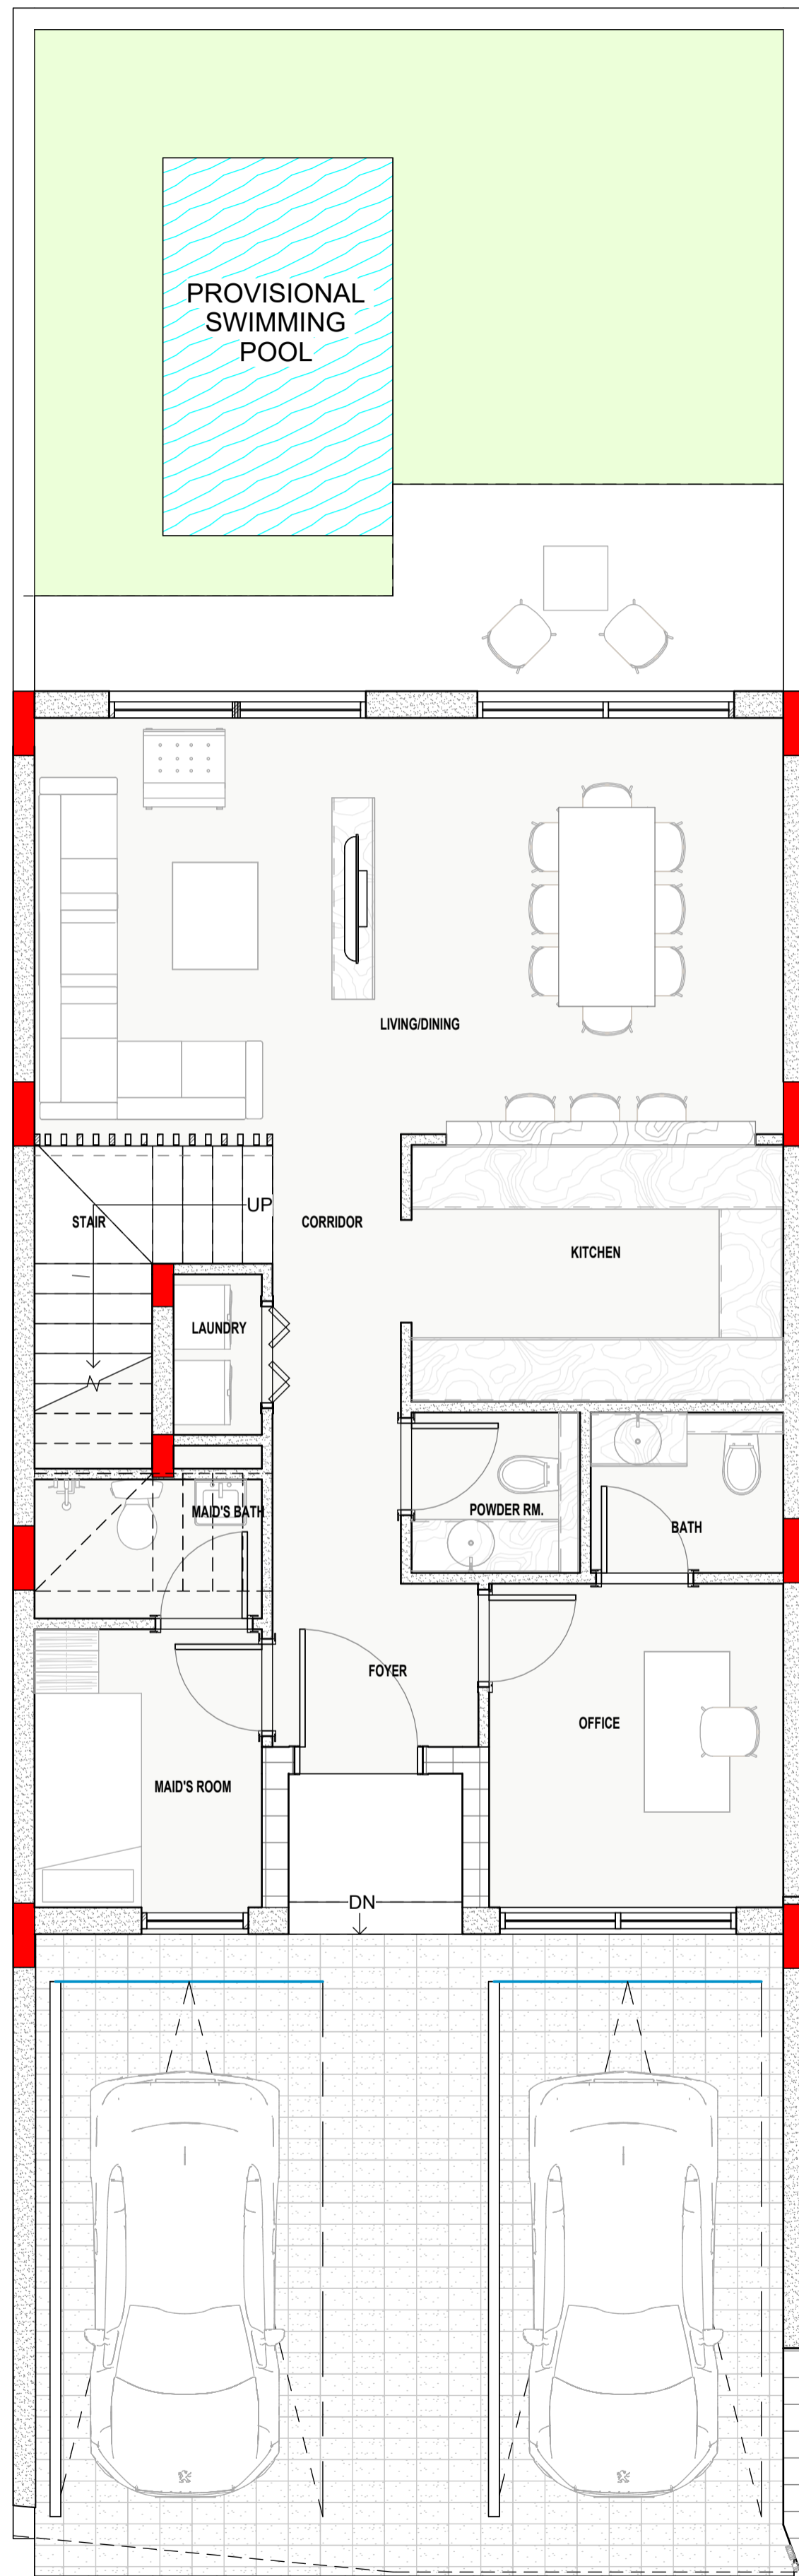 PROVISIONAL
SWIMMING
POOL
LIVING/DINING
UP
STAIR
CORRIDOR
KITCHEN
LAUNDRY
MAID'S BATH
POWDER RM.
BATH
FOYER
OFFICE
MAID'S ROOM
DN